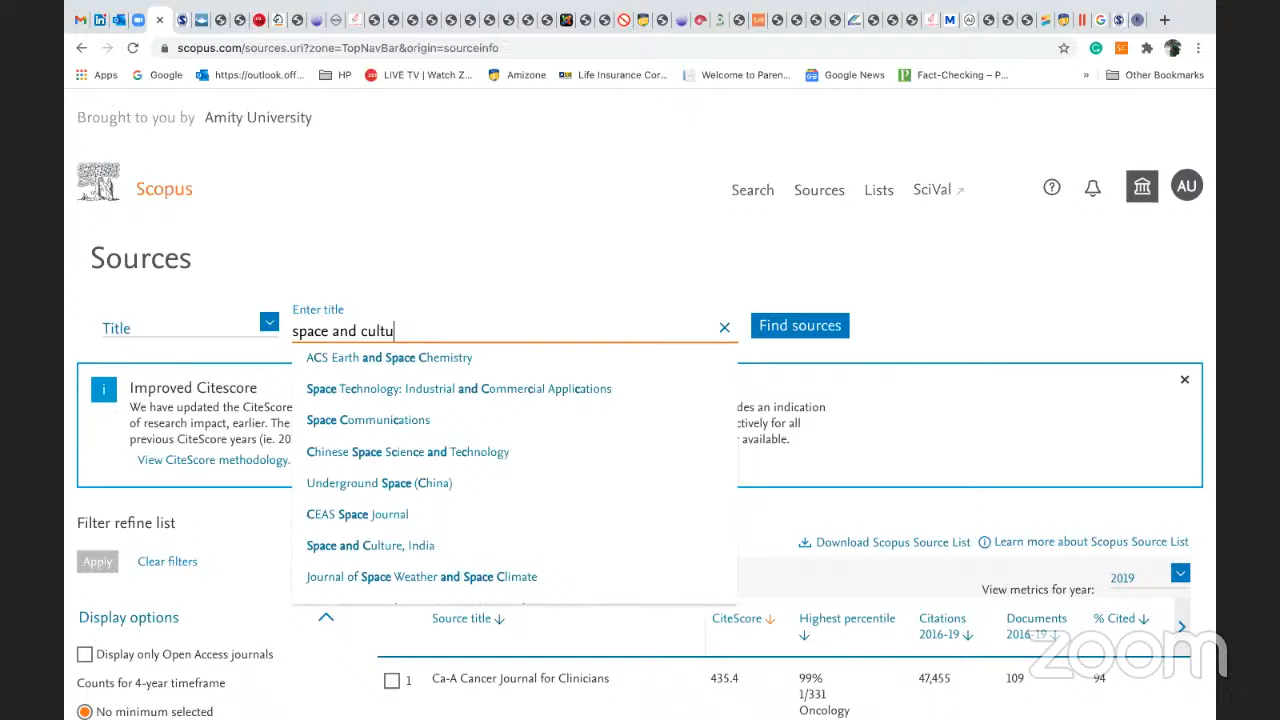 scopus.com/sources.uri?zone=TopNavBar&origin=sourceinfo
Apps Google https://outlook.off... HP LIVE TV | Watch Z... Amizone Life Insurance Cor... Welcome to Paren... Google News Fact-Checking – P... » Other Bookmarks
Brought to you by Amity University
Scopus
Search Sources Lists SciVal AU
Sources
Enter title
Title
space and cultu
Find sources
ACS Earth and Space Chemistry
Space Technology: Industrial and Commercial Applications
Space Communications
Chinese Space Science and Technology
Underground Space (China)
CEAS Space Journal
Space and Culture, India
Journal of Space Weather and Space Climate
Improved Citescore
We have updated the CiteScore des an indication
of research impact, earlier. The ctively for all
previous CiteScore years (ie. 20 available.
View CiteScore methodology.
Filter refine list
Apply Clear filters
Download Scopus Source List Learn more about Scopus Source List
View metrics for year: 2019
Display options
Source title CiteScore Highest percentile Citations 2016-19 Documents 2016-19 % Cited
Display only Open Access journals
Counts for 4-year timeframe
No minimum selected
1 Ca-A Cancer Journal for Clinicians 435.4 99% 47,455 109 94
1/331
Oncology
zoom